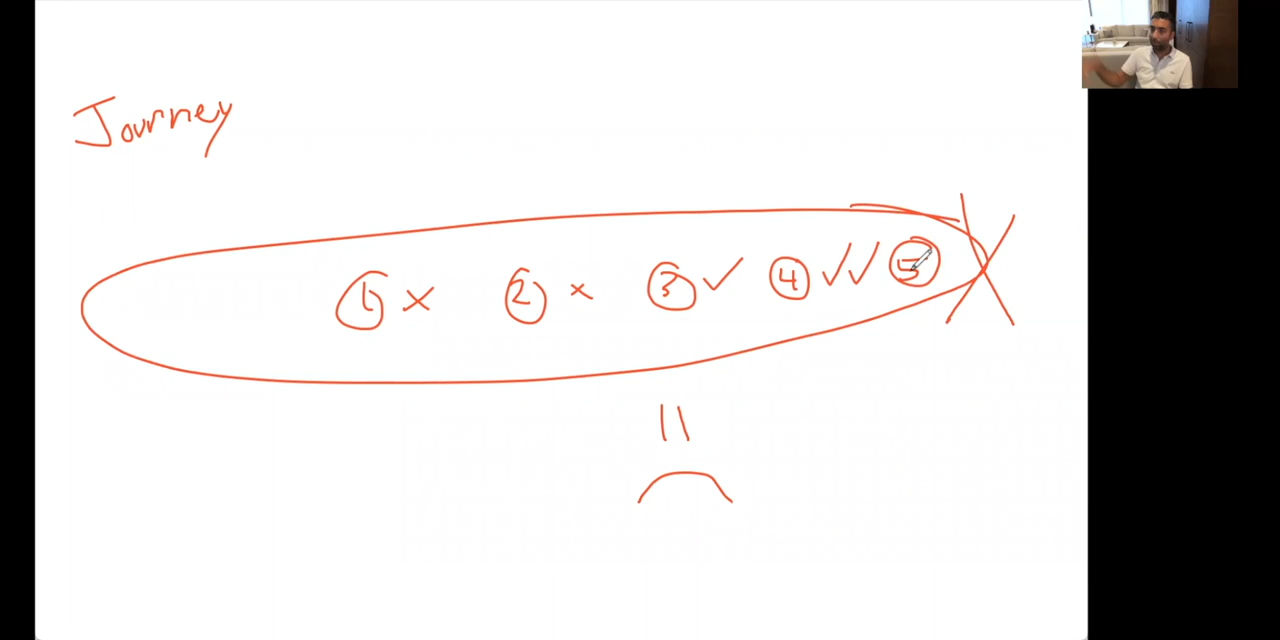 Journey
① × ② × ③ ✓ ④ ✓✓ ⑤